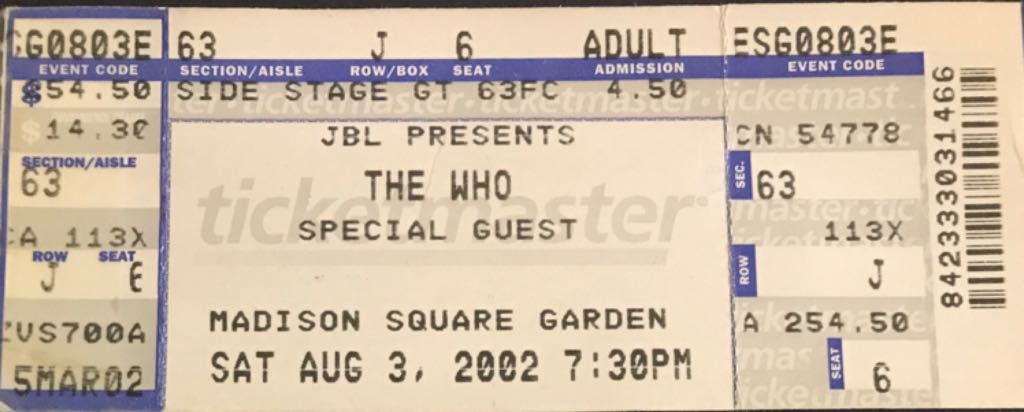 GG0803E
EVENT CODE
$54.50
$ 14.30
SECTION/AISLE
63
CA 113X
ROW SEAT
J 6
ZVS700A
5MAR02
63 J 6 ADULT
SECTION/AISLE ROW/BOX SEAT ADMISSION
SIDE STAGE GT 63FC 4.50
JBL PRESENTS
THE WHO
ticketmaster
SPECIAL GUEST
MADISON SQUARE GARDEN
SAT AUG 3, 2002 7:30PM
ESG0803E
EVENT CODE
CN 54778
SEC. 63
113X
ROW J
A 254.50
SEAT 6
842333031466